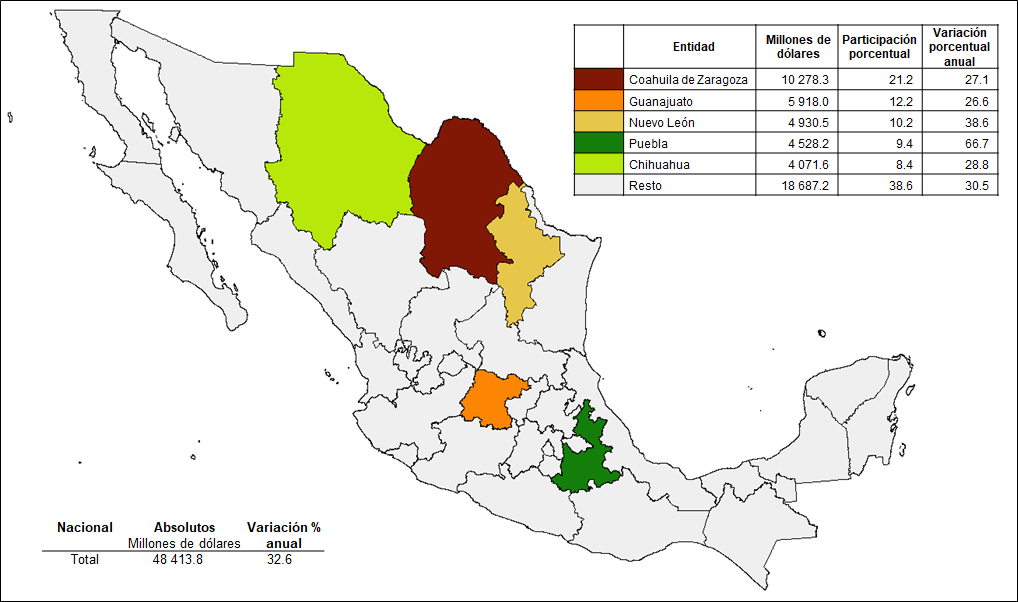 Entidad Millones de dólares Participación porcentual Variación porcentual anual
Coahuila de Zaragoza 10 278.3 21.2 27.1
Guanajuato 5 918.0 12.2 26.6
Nuevo León 4 930.5 10.2 38.6
Puebla 4 528.2 9.4 66.7
Chihuahua 4 071.6 8.4 28.8
Resto 18 687.2 38.6 30.5
Nacional Absolutos Variación %
Millones de dólares anual
Total 48 413.8 32.6